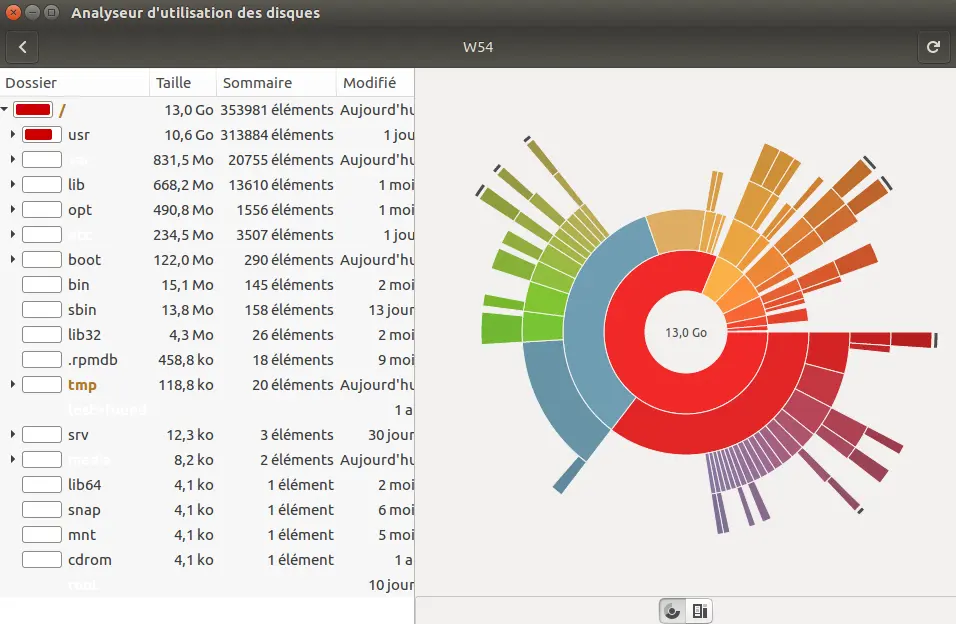 Analyseur d'utilisation des disques
W54
Dossier Taille Sommaire Modifié
/ 13,0 Go 353981 éléments Aujourd'hu
usr 10,6 Go 313884 éléments 1 jou
831,5 Mo 20755 éléments Aujourd'hu
lib 668,2 Mo 13610 éléments 1 moi
opt 490,8 Mo 1556 éléments 1 moi
etc 234,5 Mo 3507 éléments 1 jou
boot 122,0 Mo 290 éléments Aujourd'hu
bin 15,1 Mo 145 éléments 2 moi
sbin 13,8 Mo 158 éléments 13 jour
lib32 4,3 Mo 26 éléments 2 moi
.rpmdb 458,8 ko 18 éléments 9 moi
tmp 118,8 ko 20 éléments Aujourd'hu
lost+found 1 a
srv 12,3 ko 3 éléments 30 jour
media 8,2 ko 2 éléments Aujourd'hu
lib64 4,1 ko 1 élément 2 moi
snap 4,1 ko 1 élément 6 moi
mnt 4,1 ko 1 élément 5 moi
cdrom 4,1 ko 1 élément 1 a
root 10 jour
13,0 Go